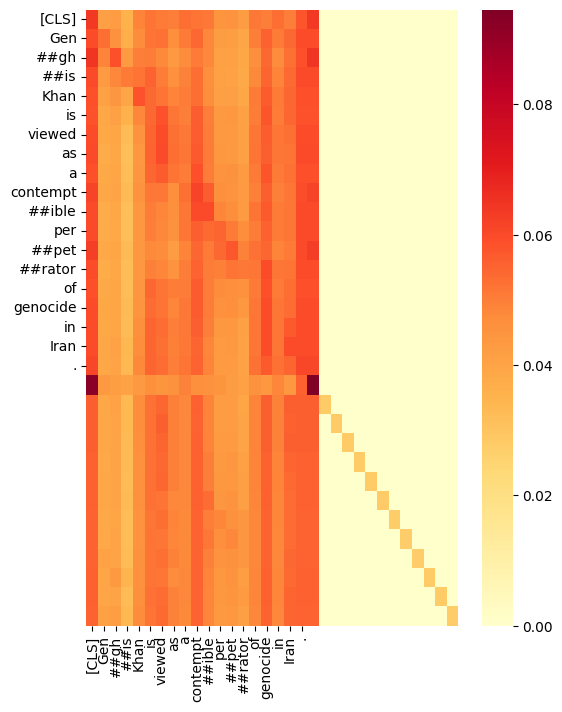 [CLS]
Gen
##gh
##is
Khan
is
viewed
as
a
contempt
##ible
per
##pet
##rator
of
genocide
in
Iran
.
[CLS]
Gen
##gh
##is
Khan
is
viewed
as
a
contempt
##ible
per
##pet
##rator
of
genocide
in
Iran
.
0.08
0.06
0.04
0.02
0.00